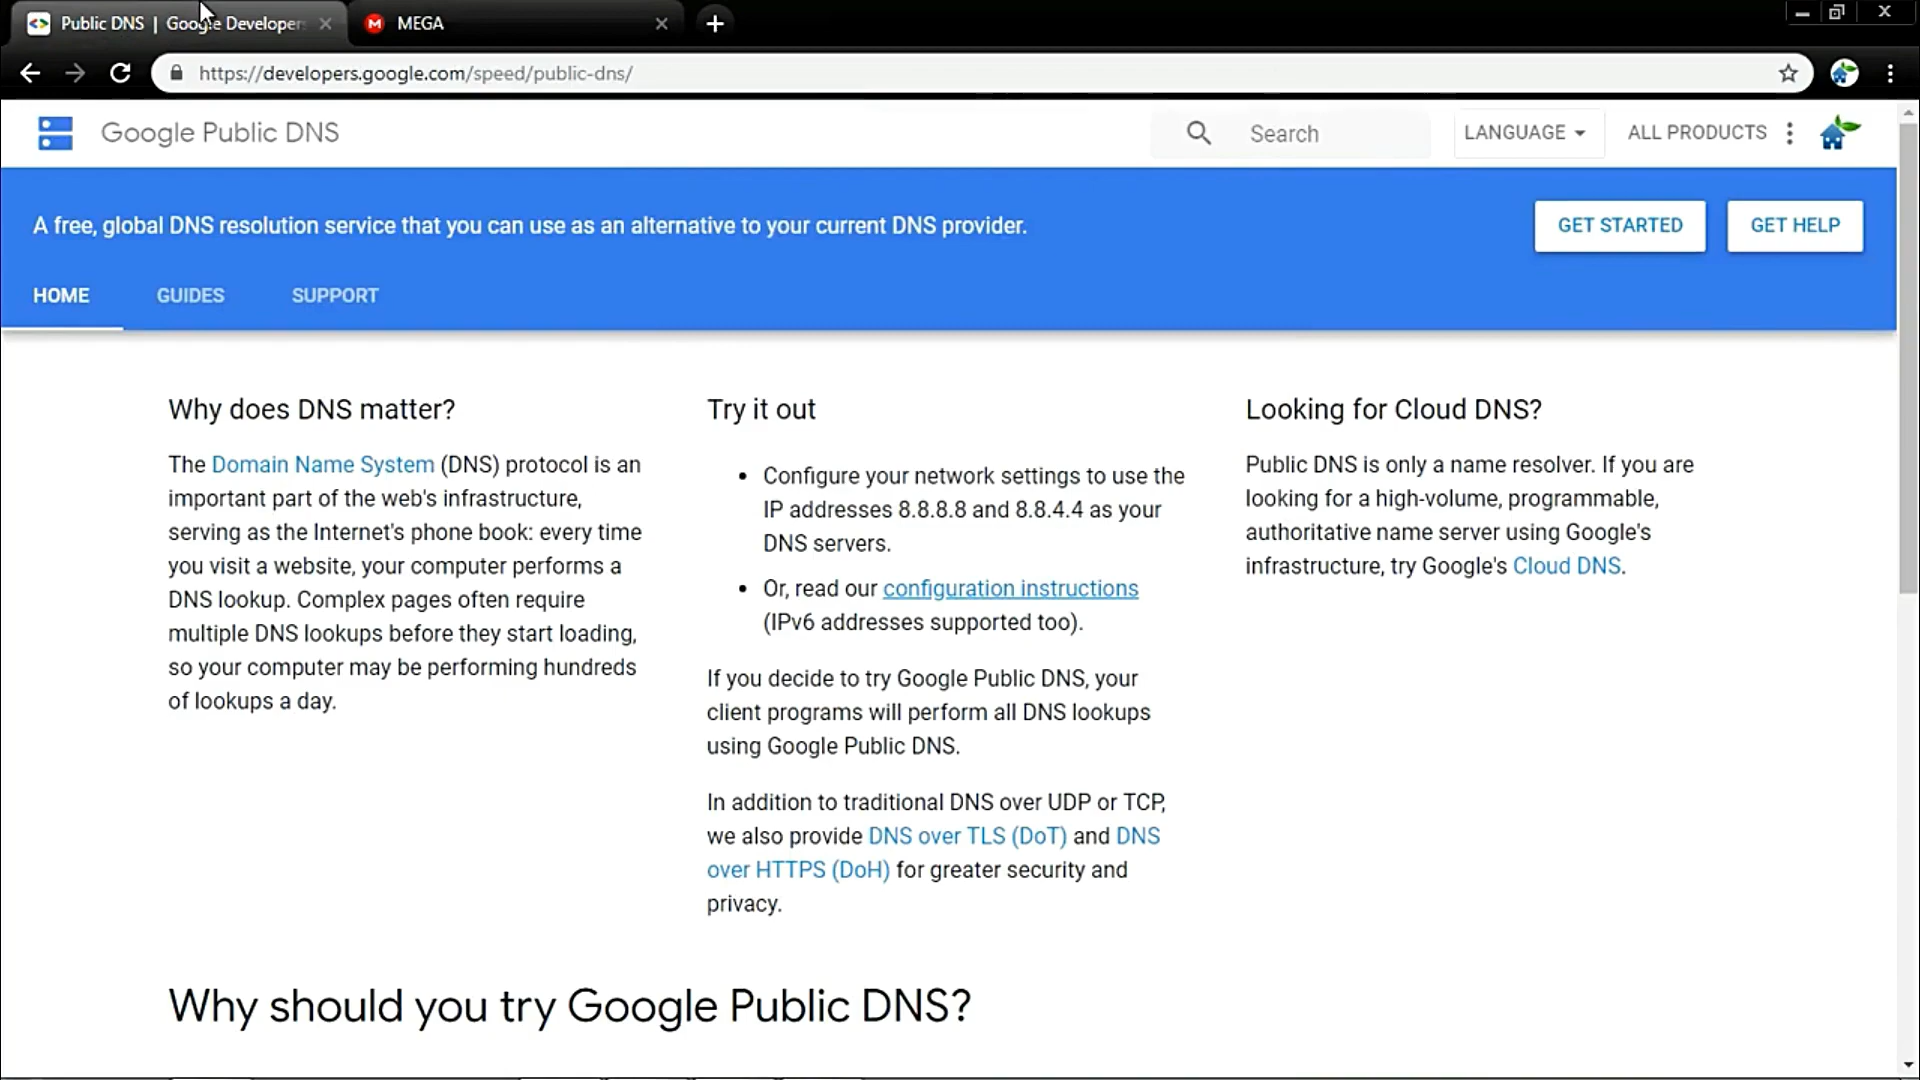 Public DNS | Google Developers
MEGA
https://developers.google.com/speed/public-dns/
Google Public DNS
Search
LANGUAGE
ALL PRODUCTS
A free, global DNS resolution service that you can use as an alternative to your current DNS provider.
GET STARTED
GET HELP
HOME
GUIDES
SUPPORT
Why does DNS matter?
The Domain Name System (DNS) protocol is an
important part of the web's infrastructure,
serving as the Internet's phone book: every time
you visit a website, your computer performs a
DNS lookup. Complex pages often require
multiple DNS lookups before they start loading,
so your computer may be performing hundreds
of lookups a day.
Try it out
• Configure your network settings to use the
IP addresses 8.8.8.8 and 8.8.4.4 as your
DNS servers.
• Or, read our configuration instructions
(IPv6 addresses supported too).
If you decide to try Google Public DNS, your
client programs will perform all DNS lookups
using Google Public DNS.
In addition to traditional DNS over UDP or TCP,
we also provide DNS over TLS (DoT) and DNS
over HTTPS (DoH) for greater security and
privacy.
Looking for Cloud DNS?
Public DNS is only a name resolver. If you are
looking for a high-volume, programmable,
authoritative name server using Google's
infrastructure, try Google's Cloud DNS.
Why should you try Google Public DNS?